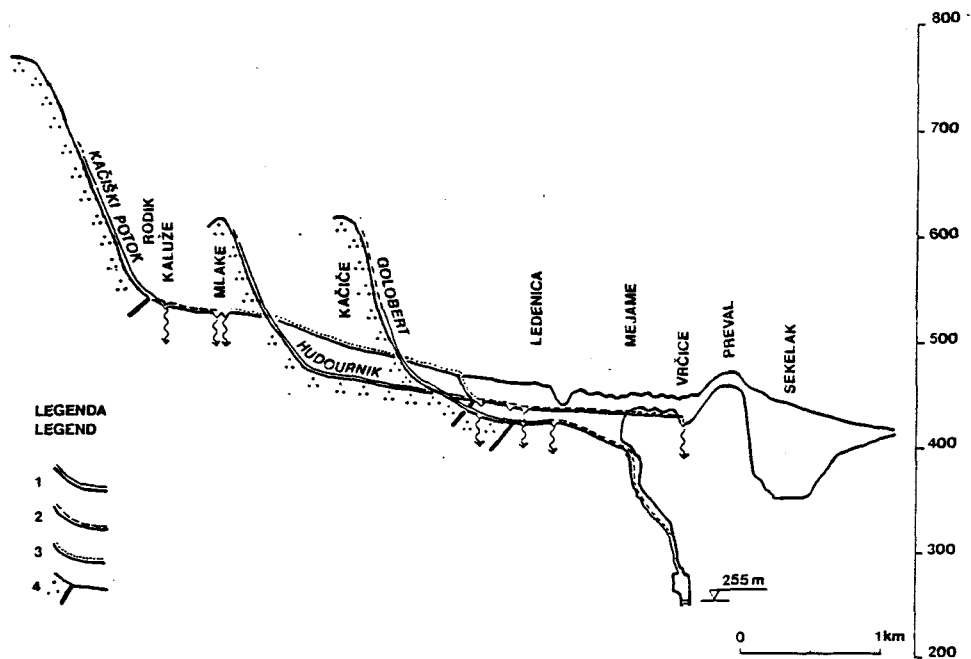 800
700
600
500
400
300
200
KAČIŠKI POTOK
RODIK
KALUŽE
MLAKE
HUDOURNIK
KAČIČE
GOLOBERT
LEDENICA
MEJAME
VRČICE
PREVAL
SEKELAK
LEGENDA
LEGEND
1
2
3
4
255 m
0 1km